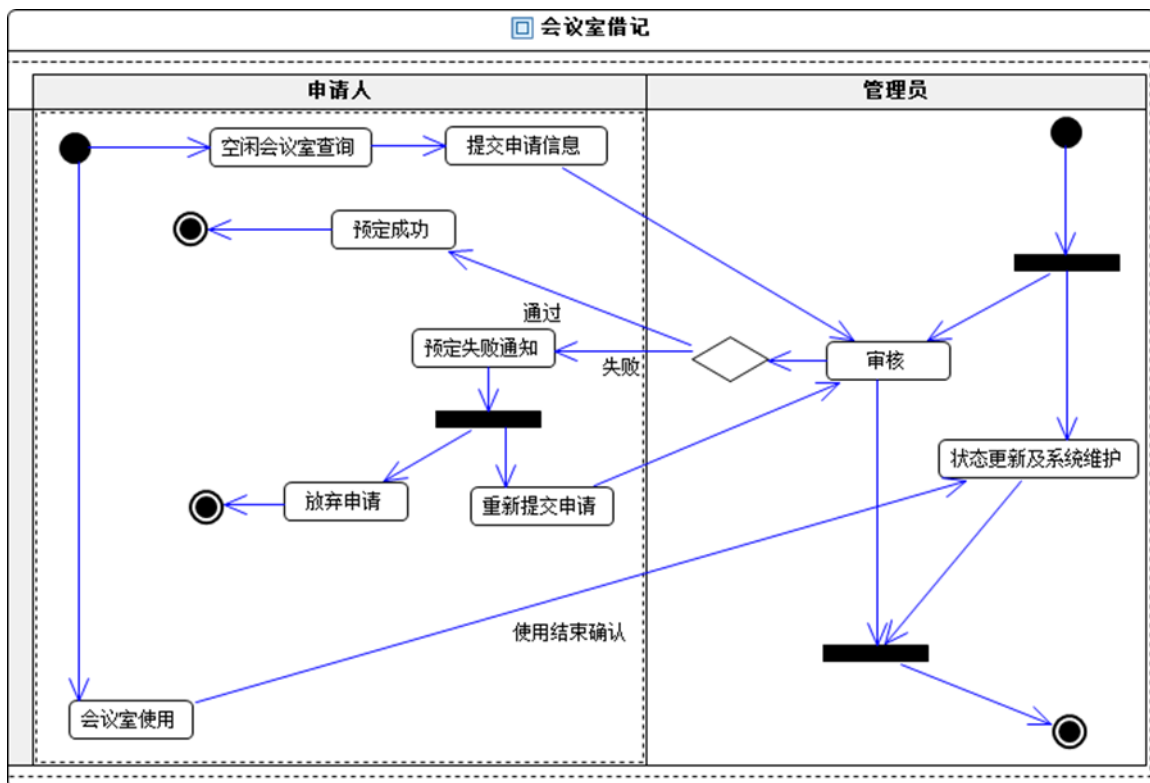 会议室借记
申请人
管理员
空闲会议室查询
提交申请信息
预定成功
通过
预定失败通知
失败
审核
状态更新及系统维护
放弃申请
重新提交申请
使用结束确认
会议室使用